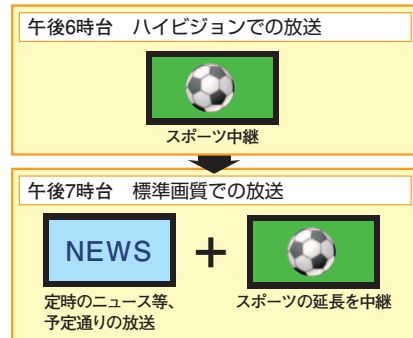 午後6時台　ハイビジョンでの放送
スポーツ中継
午後7時台　標準画質での放送
NEWS
+
定時のニュース等、
予定通りの放送
スポーツの延長を中継